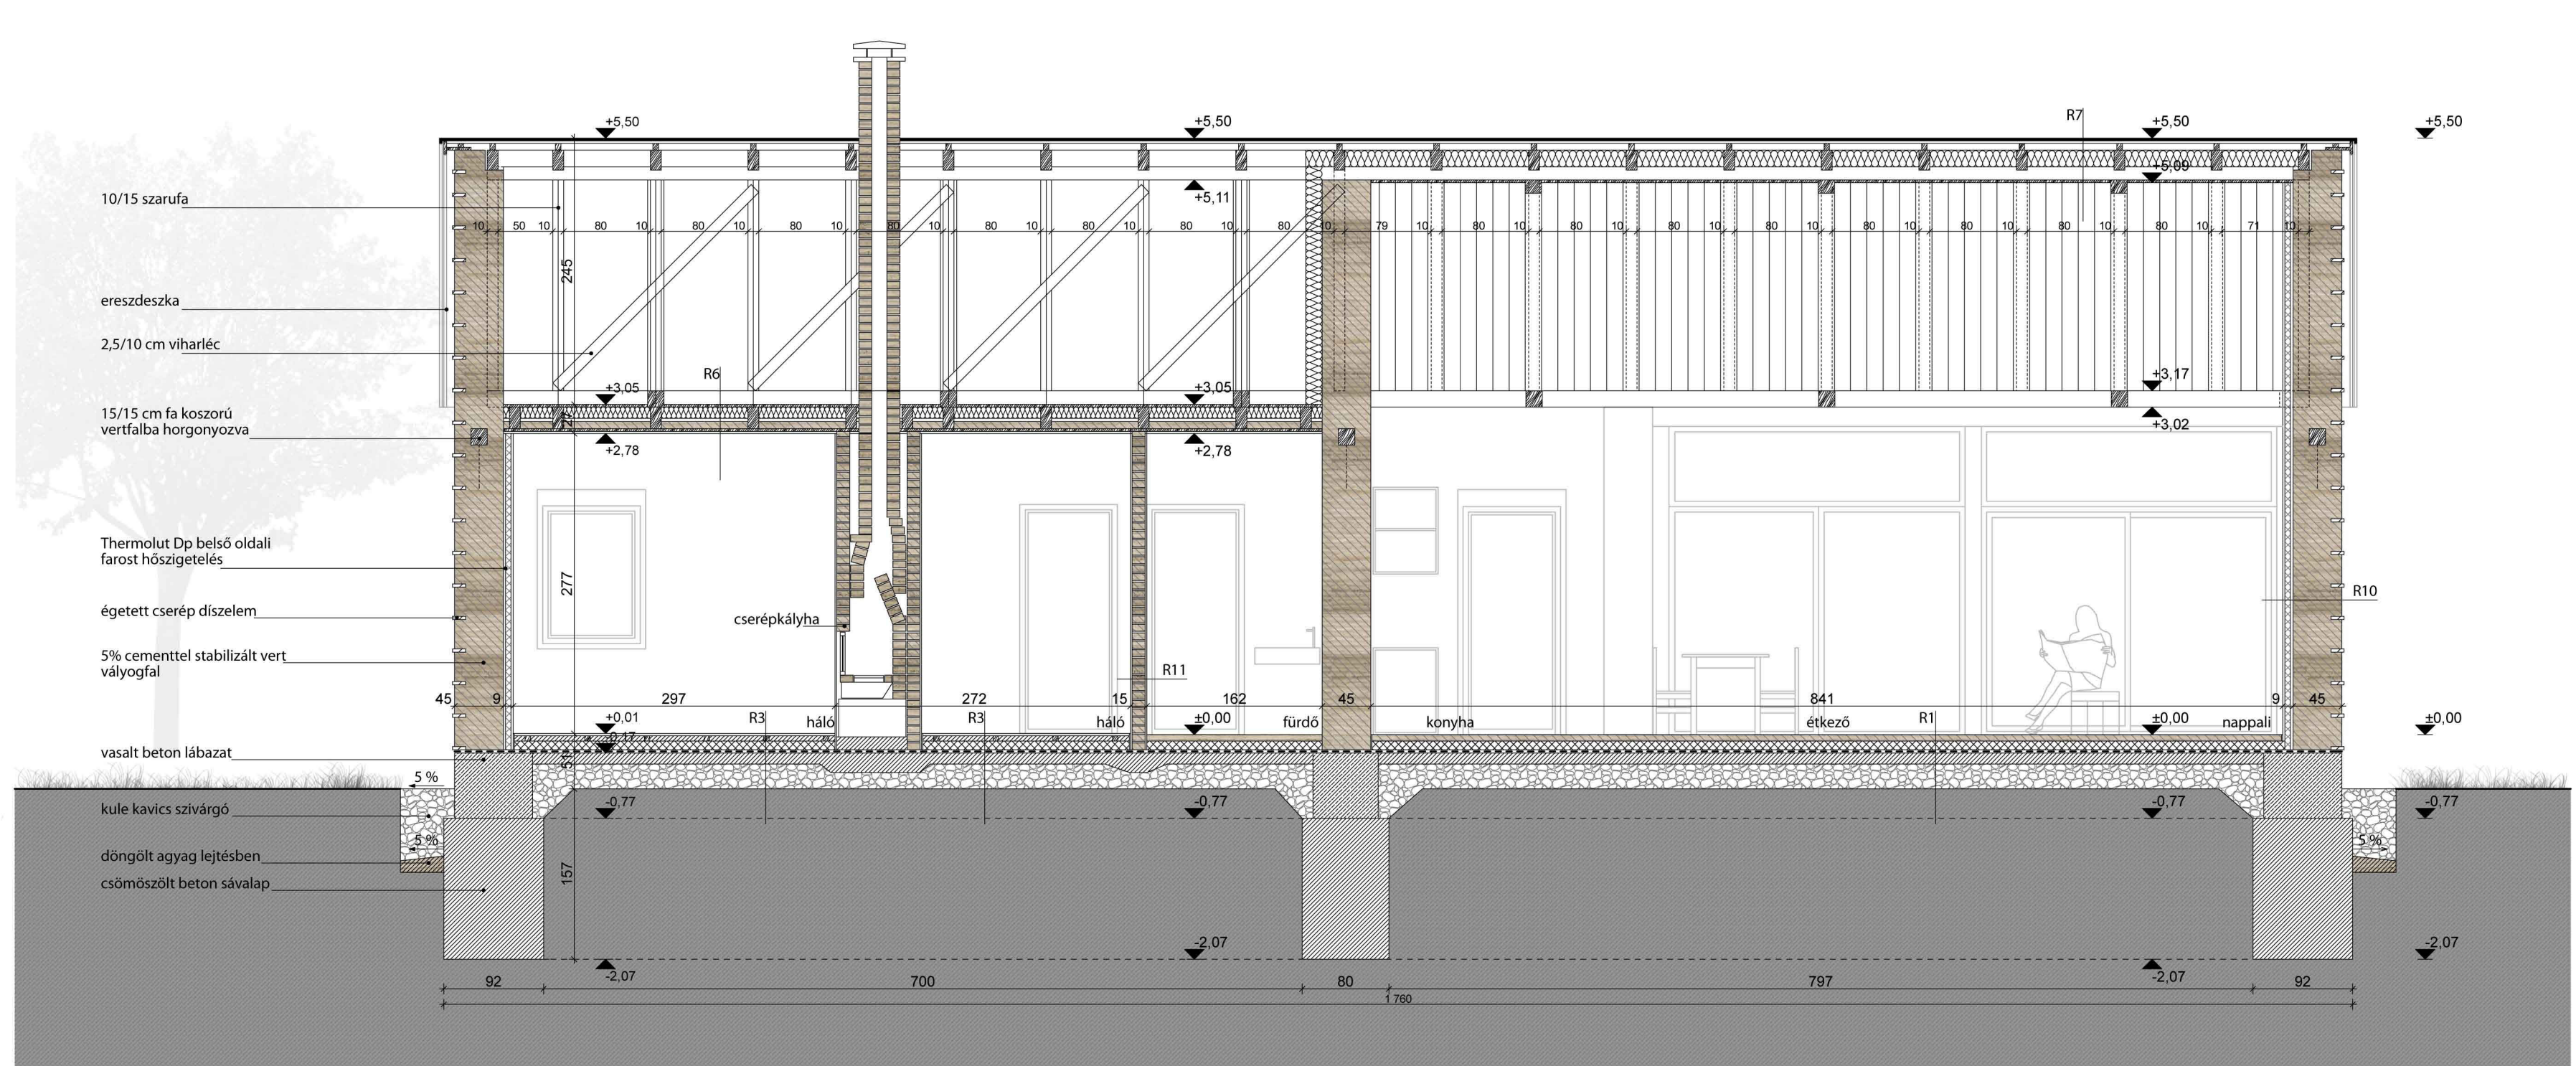 +5,50
+5,50
R7
+5,50
+5,50
+5,09
10/15 szarufa
+5,11
10 50 10 80 10 80 10 80 10 80 10 80 10 80 10 80 10 80 10 79 10 80 10 80 10 80 10 80 10 80 10 80 10 80 10 80 10 71 10
245
ereszdeszka
2,5/10 cm viharléc
R6
+3,05
+3,05
+3,17
15/15 cm fa koszorú
vertfalba horgonyozva
27
+3,02
+2,78
+2,78
Thermolut Dp belső oldali
farost hőszigetelés
277
R10
égetett cserép díszelem
cserépkályha
5% cementtel stabilizált vert
vályogfal
R11
45 9 297 272 15 162 45 841 9 45
+0,01 R3 háló R3 háló ±0,00 fürdő konyha étkező R1 ±0,00 nappali ±0,00
-0,17
vasalt beton lábazat
51
5 %
kule kavics szivárgó
-0,77
-0,77
-0,77
-0,77
5 %
5 %
döngölt agyag lejtésben
csömöszölt beton sávalap
157
-2,07
-2,07
-2,07
-2,07
92 700 80 797 92
1 760